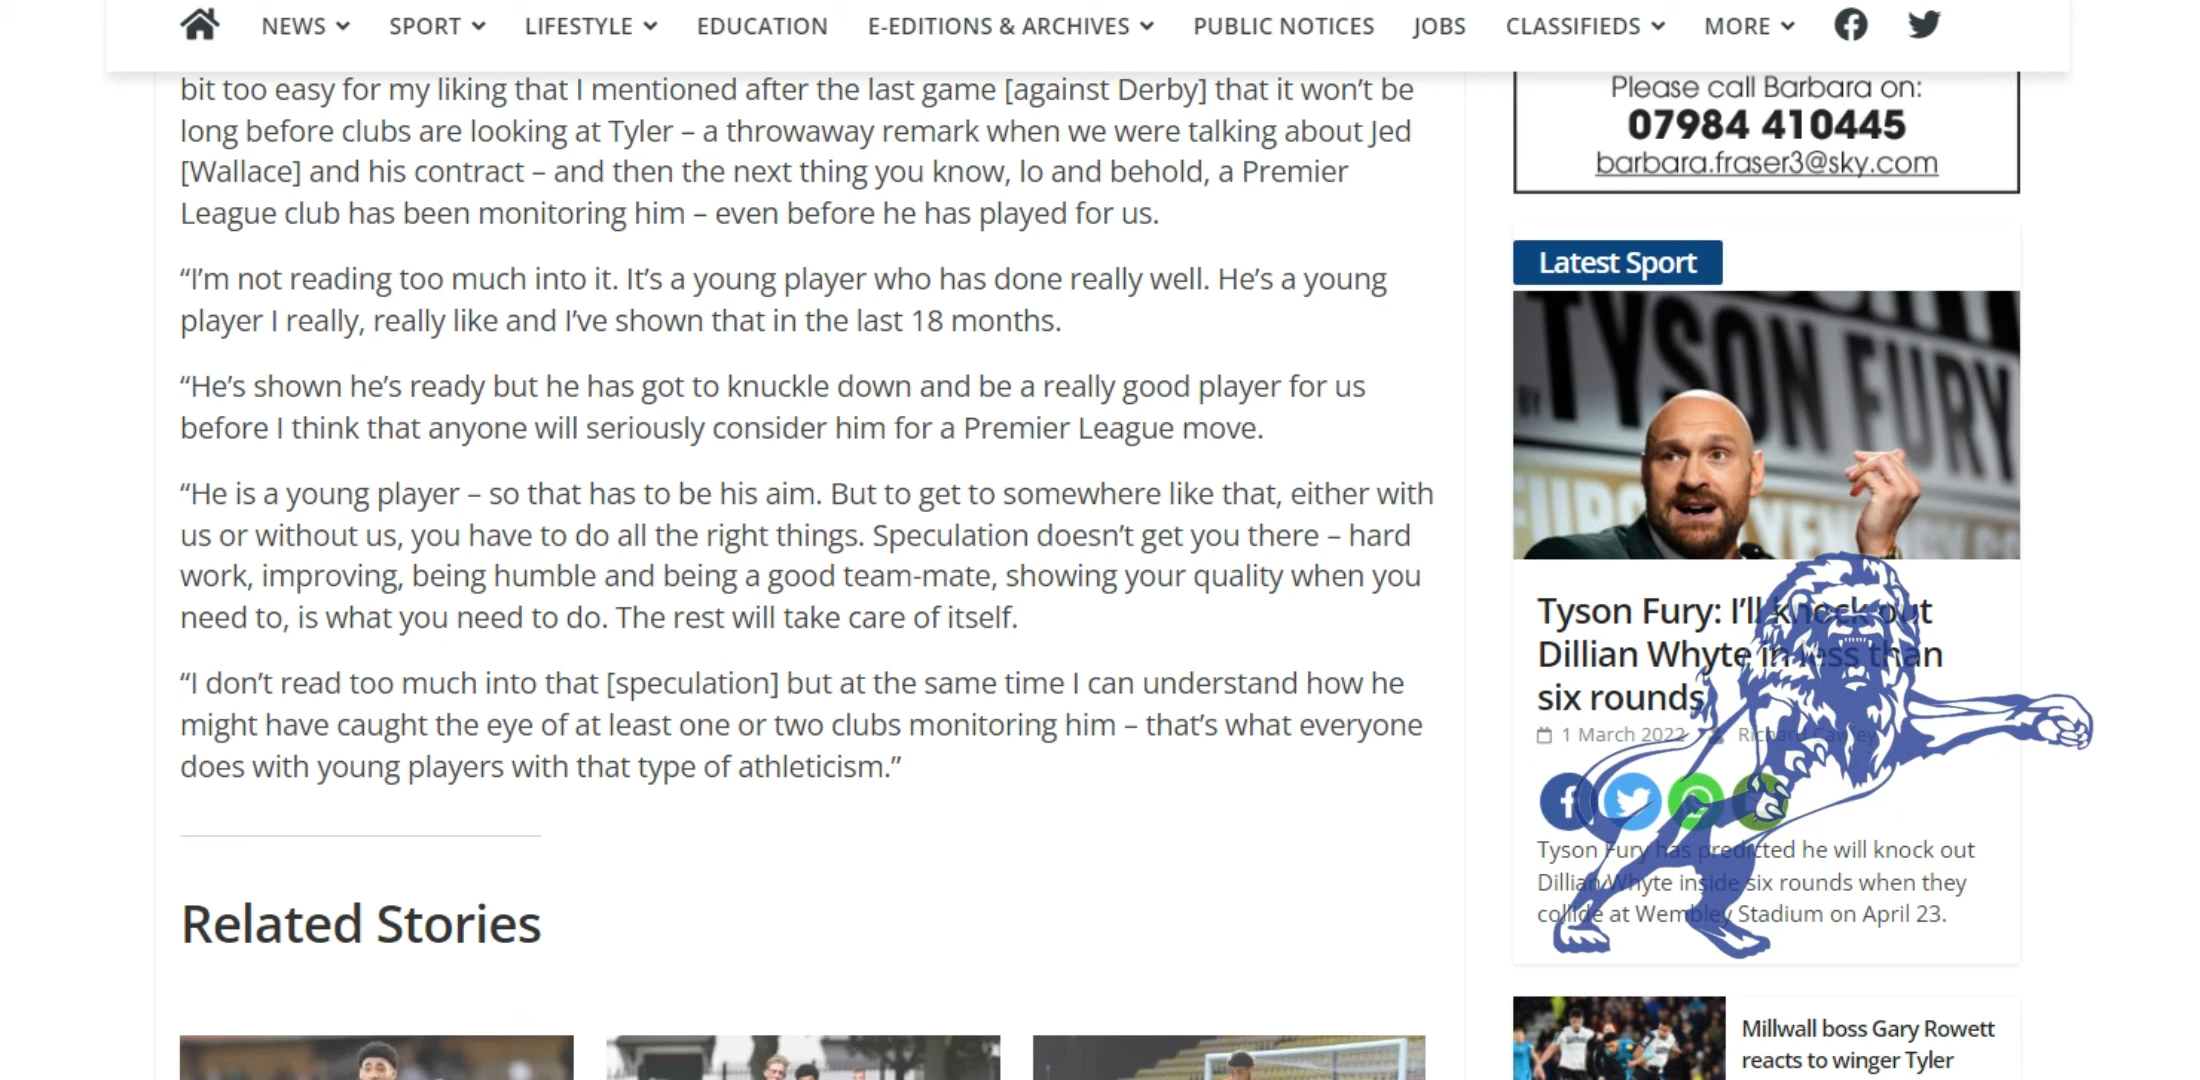 NEWS SPORT LIFESTYLE EDUCATION E-EDITIONS & ARCHIVES PUBLIC NOTICES JOBS CLASSIFIEDS MORE
bit too easy for my liking that I mentioned after the last game [against Derby] that it won’t be
long before clubs are looking at Tyler – a throwaway remark when we were talking about Jed
[Wallace] and his contract – and then the next thing you know, lo and behold, a Premier
League club has been monitoring him – even before he has played for us.
“I’m not reading too much into it. It’s a young player who has done really well. He’s a young
player I really, really like and I’ve shown that in the last 18 months.
“He’s shown he’s ready but he has got to knuckle down and be a really good player for us
before I think that anyone will seriously consider him for a Premier League move.
“He is a young player – so that has to be his aim. But to get to somewhere like that, either with
us or without us, you have to do all the right things. Speculation doesn’t get you there – hard
work, improving, being humble and being a good team-mate, showing your quality when you
need to, is what you need to do. The rest will take care of itself.
“I don’t read too much into that [speculation] but at the same time I can understand how he
might have caught the eye of at least one or two clubs monitoring him – that’s what everyone
does with young players with that type of athleticism.”
Related Stories
Please call Barbara on:
07984 410445
barbara.fraser3@sky.com
Latest Sport
TYSON FURY
Tyson Fury: I’ll knock out
Dillian Whyte in less than
six rounds
1 March 2022 Richard Cawley
Tyson Fury has predicted he will knock out
Dillian Whyte inside six rounds when they
collide at Wembley Stadium on April 23.
Millwall boss Gary Rowett
reacts to winger Tyler